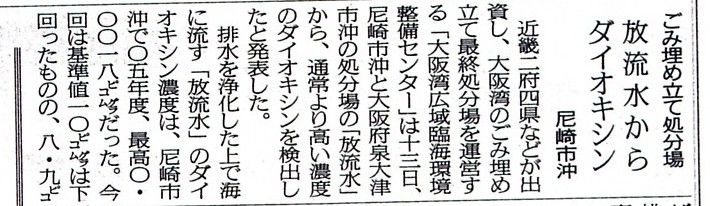 ごみ埋め立て処分場
放流水から
ダイオキシン
尼崎市沖
近畿二府四県などが出
資し、大阪湾のごみ埋め
立て最終処分場を運営す
る「大阪湾広域臨海環境
整備センター」は十三日、
尼崎市沖と大阪府泉大津
市沖の処分場の「放流水」
から、通常より高い濃度
のダイオキシンを検出し
たと発表した。
排水を浄化した上で海
に流す「放流水」のダイ
オキシン濃度は、尼崎市
沖で〇五年度、最高〇・
〇〇一八ピコグラムだった。今
回は基準値一〇ピコグラムは下
回ったものの、八・九ピコ